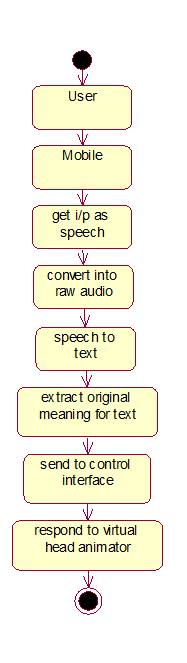 User
Mobile
get i/p as
speech
convert into
raw audio
speech to
text
extract original
meaning for text
send to control
interface
respond to virtual
head animator